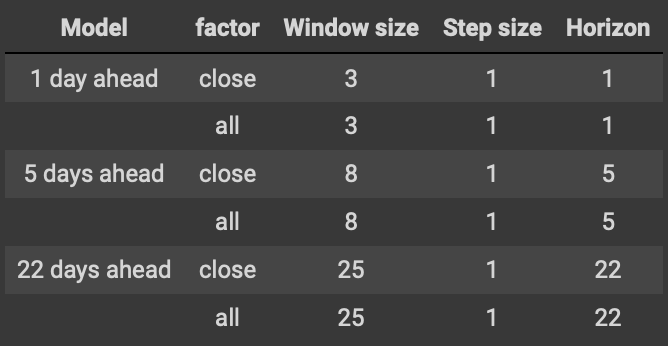 Model factor Window size Step size Horizon
1 day ahead close 3 1 1
all 3 1 1
5 days ahead close 8 1 5
all 8 1 5
22 days ahead close 25 1 22
all 25 1 22